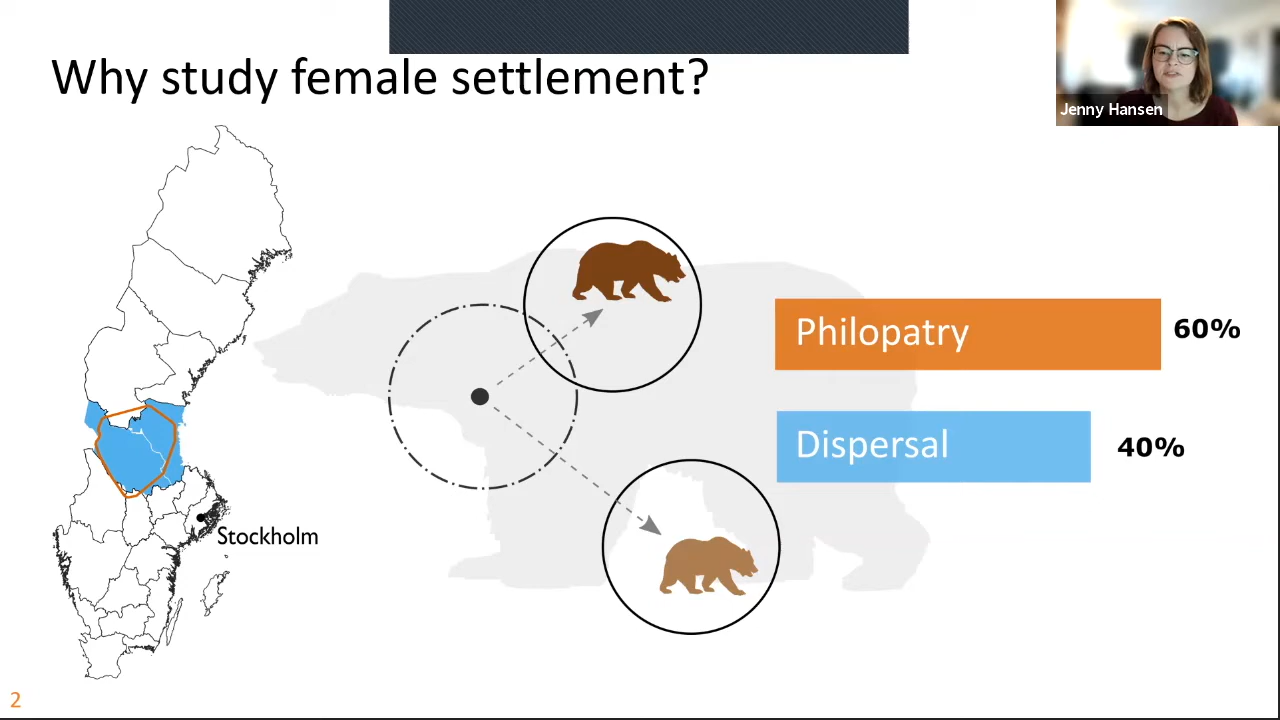 Why study female settlement?
Jenny Hansen
Philopatry
60%
Dispersal
40%
Stockholm
2